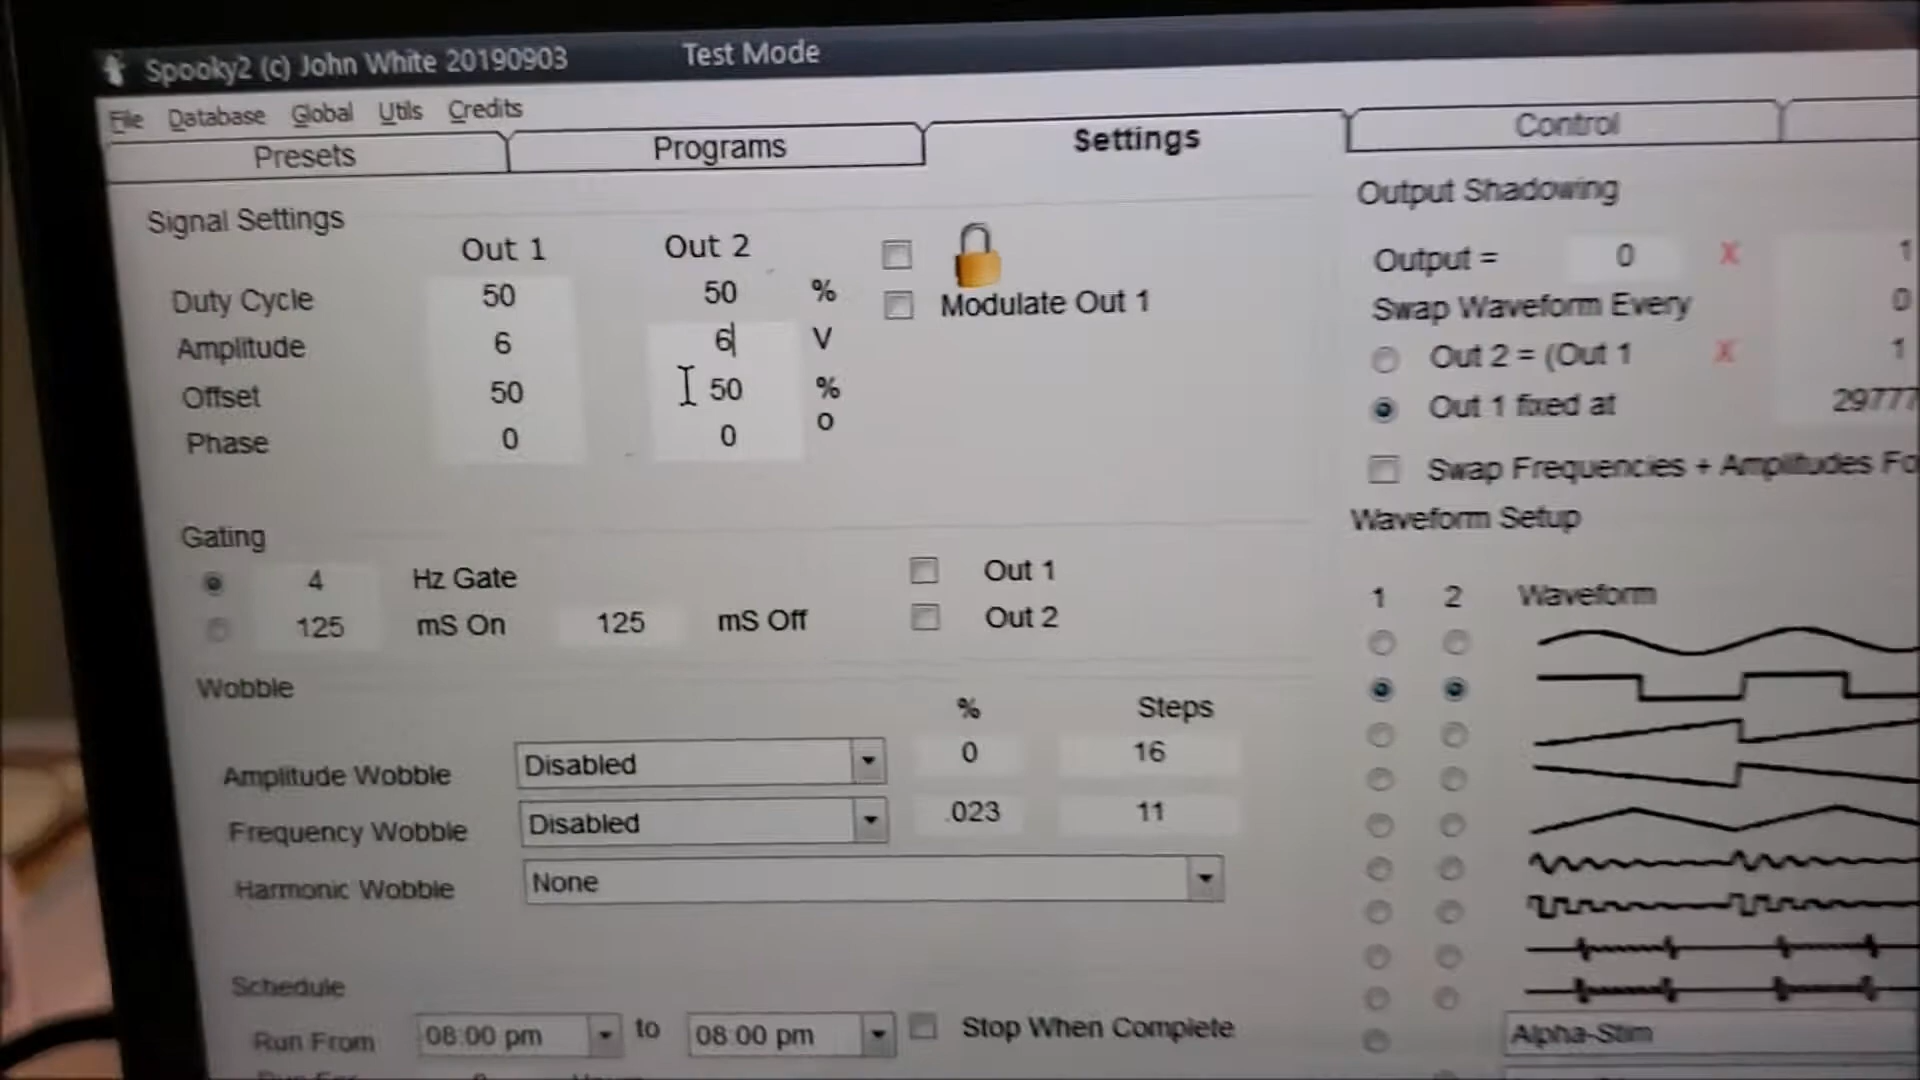 Spooky2 (c) John White 20190903 Test Mode
File Database Global Utils Credits
Presets Programs Settings Control
Signal Settings
Out 1 Out 2
Duty Cycle 50 50 %
Modulate Out 1
Amplitude 6 6 V
Offset 50 50 %
Phase 0 0 o
Gating
4 Hz Gate Out 1
125 mS On 125 mS Off Out 2
Wobble
% Steps
Amplitude Wobble Disabled 0 16
Frequency Wobble Disabled .023 11
Harmonic Wobble None
Schedule
Run From 08:00 pm to 08:00 pm Stop When Complete
Output Shadowing
Output = 0 X 1
Swap Waveform Every 0
Out 2 = (Out 1 X 1
Out 1 fixed at 29777
Swap Frequencies + Amplitudes Fo
Waveform Setup
1 2 Waveform
Alpha-Stim